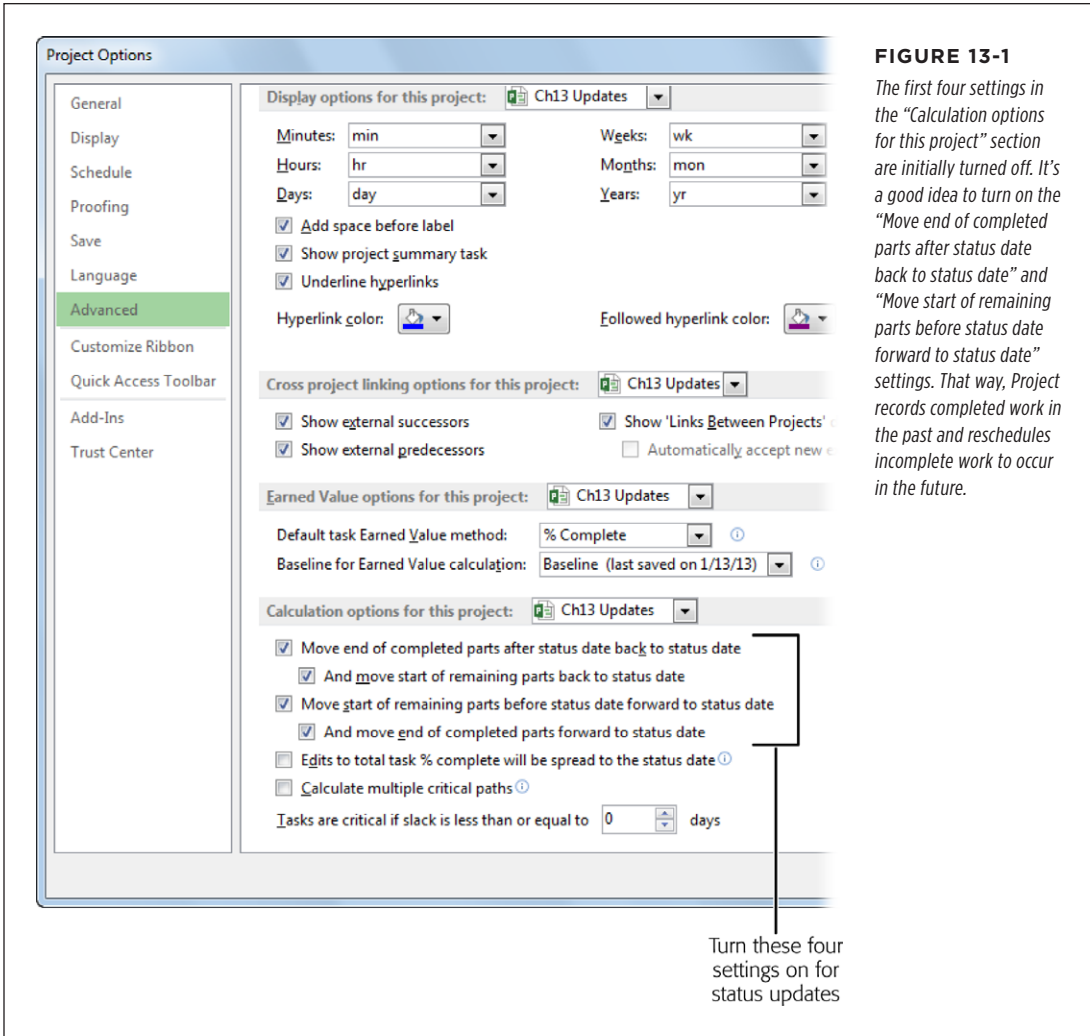 Project Options
General
Display
Schedule
Proofing
Save
Language
Advanced
Customize Ribbon
Quick Access Toolbar
Add-Ins
Trust Center
Display options for this project: Ch13 Updates
Minutes: min Weeks: wk
Hours: hr Months: mon
Days: day Years: yr
Add space before label
Show project summary task
Underline hyperlinks
Hyperlink color: Followed hyperlink color:
Cross project linking options for this project: Ch13 Updates
Show external successors Show 'Links Between Projects'
Show external predecessors Automatically accept new
Earned Value options for this project: Ch13 Updates
Default task Earned Value method: % Complete
Baseline for Earned Value calculation: Baseline (last saved on 1/13/13)
Calculation options for this project: Ch13 Updates
Move end of completed parts after status date back to status date
And move start of remaining parts back to status date
Move start of remaining parts before status date forward to status date
And move end of completed parts forward to status date
Edits to total task % complete will be spread to the status date
Calculate multiple critical paths
Tasks are critical if slack is less than or equal to 0 days
Turn these four
settings on for
status updates
FIGURE 13-1
The first four settings in
the “Calculation options
for this project” section
are initially turned off. It’s
a good idea to turn on the
“Move end of completed
parts after status date
back to status date” and
“Move start of remaining
parts before status date
forward to status date”
settings. That way, Project
records completed work in
the past and reschedules
incomplete work to occur
in the future.